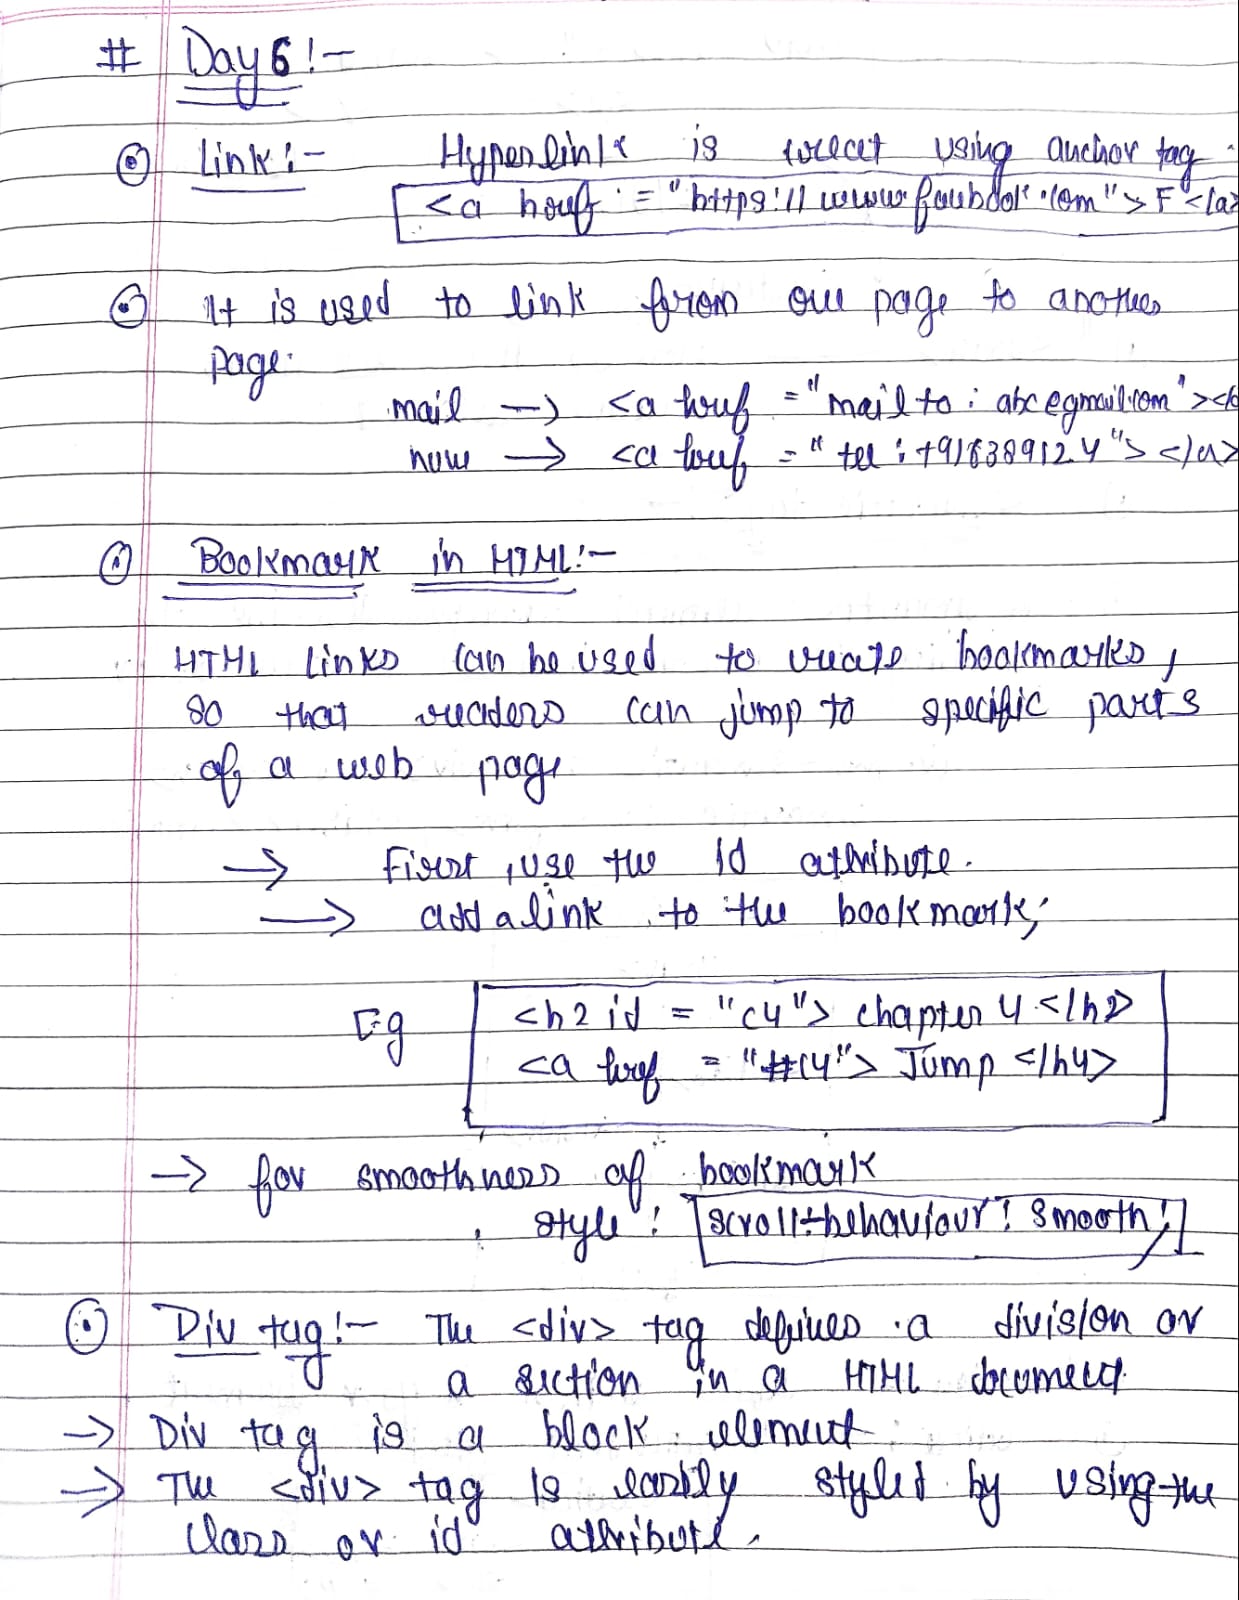 # Day 6 :-
Link :- Hyperlink is creat using anchor tag.
<a href = "https://www.facebook.com"> F </a>
It is used to link from one page to another
page.
mail → <a href = "mailto : abc@gmail.com"></a
→ <a href = "tel : +916389124"> </a>
Bookmark in HTML :-
HTML links can be used to create bookmarks,
so that readers can jump to specific parts
of a web page
→ First, use the id attribute.
→ add a link to the bookmark,
Eg <h2 id = "c4"> chapter 4 </h2>
<a href = "#c4"> Jump </h4>
→ for smoothness of bookmark
style : scroll-behaviour : smooth;
Div tag :- The <div> tag defines a division or
a section in a HTML document.
→ Div tag is a block element.
→ The <div> tag is easily styled by using the
class or id attribute.